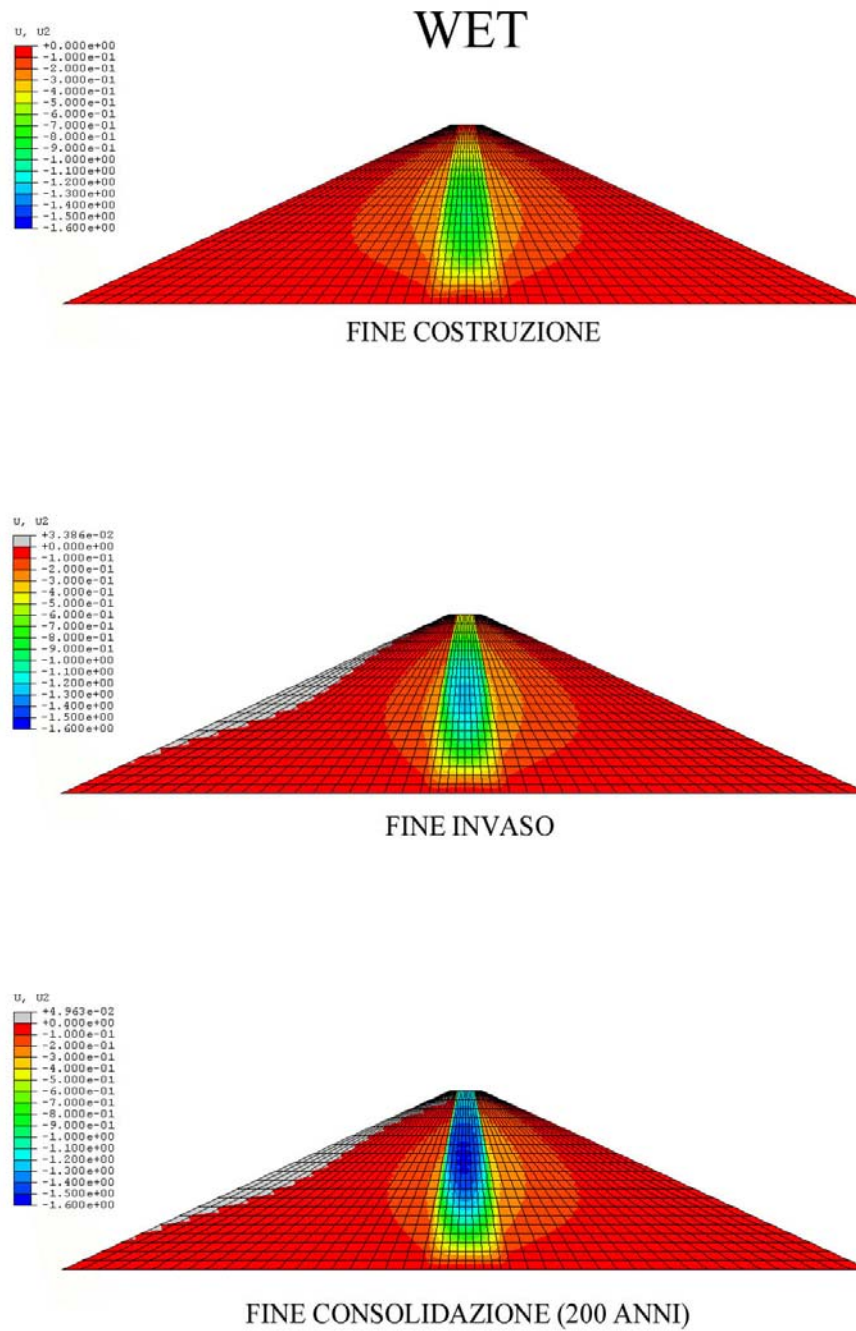 WET
U, U2
+0.000e+00
-1.000e-01
-2.000e-01
-3.000e-01
-4.000e-01
-5.000e-01
-6.000e-01
-7.000e-01
-8.000e-01
-9.000e-01
-1.000e+00
-1.100e+00
-1.200e+00
-1.300e+00
-1.400e+00
-1.500e+00
-1.600e+00
FINE COSTRUZIONE
U, U2
+3.386e-02
+0.000e+00
-1.000e-01
-2.000e-01
-3.000e-01
-4.000e-01
-5.000e-01
-6.000e-01
-7.000e-01
-8.000e-01
-9.000e-01
-1.000e+00
-1.100e+00
-1.200e+00
-1.300e+00
-1.400e+00
-1.500e+00
-1.600e+00
FINE INVASO
U, U2
+4.963e-02
+0.000e+00
-1.000e-01
-2.000e-01
-3.000e-01
-4.000e-01
-5.000e-01
-6.000e-01
-7.000e-01
-8.000e-01
-9.000e-01
-1.000e+00
-1.100e+00
-1.200e+00
-1.300e+00
-1.400e+00
-1.500e+00
-1.600e+00
FINE CONSOLIDAZIONE (200 ANNI)